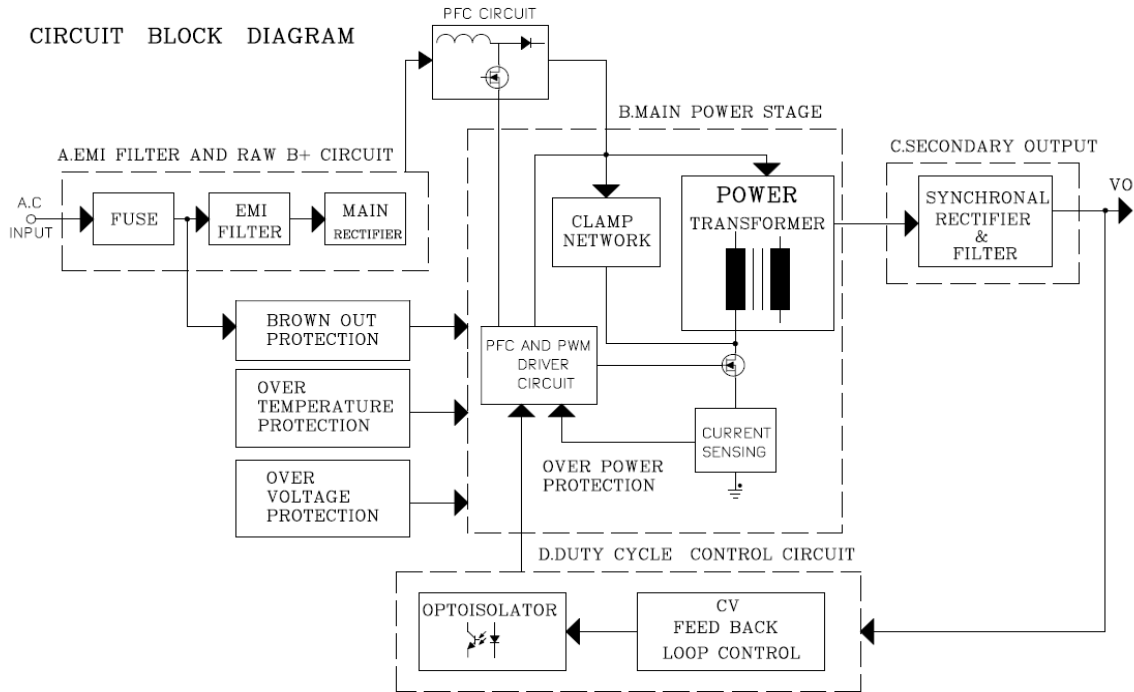 PFC CIRCUIT
CIRCUIT BLOCK DIAGRAM
B.MAIN POWER STAGE
A.EMI FILTER AND RAW B+ CIRCUIT
C.SECONDARY OUTPUT
A.C
INPUT
FUSE
EMI
FILTER
MAIN
RECTIFIER
CLAMP
NETWORK
POWER
TRANSFORMER
SYNCHRONAL
RECTIFIER
&
FILTER
VO
BROWN OUT
PROTECTION
PFC AND PWM
DRIVER
CIRCUIT
OVER
TEMPERATURE
PROTECTION
CURRENT
SENSING
OVER POWER
PROTECTION
OVER
VOLTAGE
PROTECTION
D.DUTY CYCLE CONTROL CIRCUIT
OPTOISOLATOR
CV
FEED BACK
LOOP CONTROL